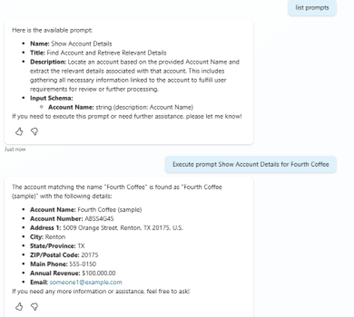 list prompts
Here is the available prompt:
• Name: Show Account Details
• Title: Find Account and Retrieve Relevant Details
• Description: Locate an account based on the provided Account Name and
extract the relevant details associated with that account. This includes
gathering all necessary information linked to the account to fulfill user
requirements for review or further processing.
• Input Schema:
○ Account Name: string (description: Account Name)
If you need to execute this prompt or need further assistance, please let me know!
Just now
Execute prompt Show Account Details for Fourth Coffee
The account matching the name "Fourth Coffee" is found as "Fourth Coffee
(sample)" with the following details:
• Account Name: Fourth Coffee (sample)
• Account Number: ABSS4G45
• Address 1: 5009 Orange Street, Renton, TX 20175, U.S.
• City: Renton
• State/Province: TX
• ZIP/Postal Code: 20175
• Main Phone: 555-0150
• Annual Revenue: $100,000.00
• Email: someone1@example.com
If you need any more information or assistance, feel free to ask!